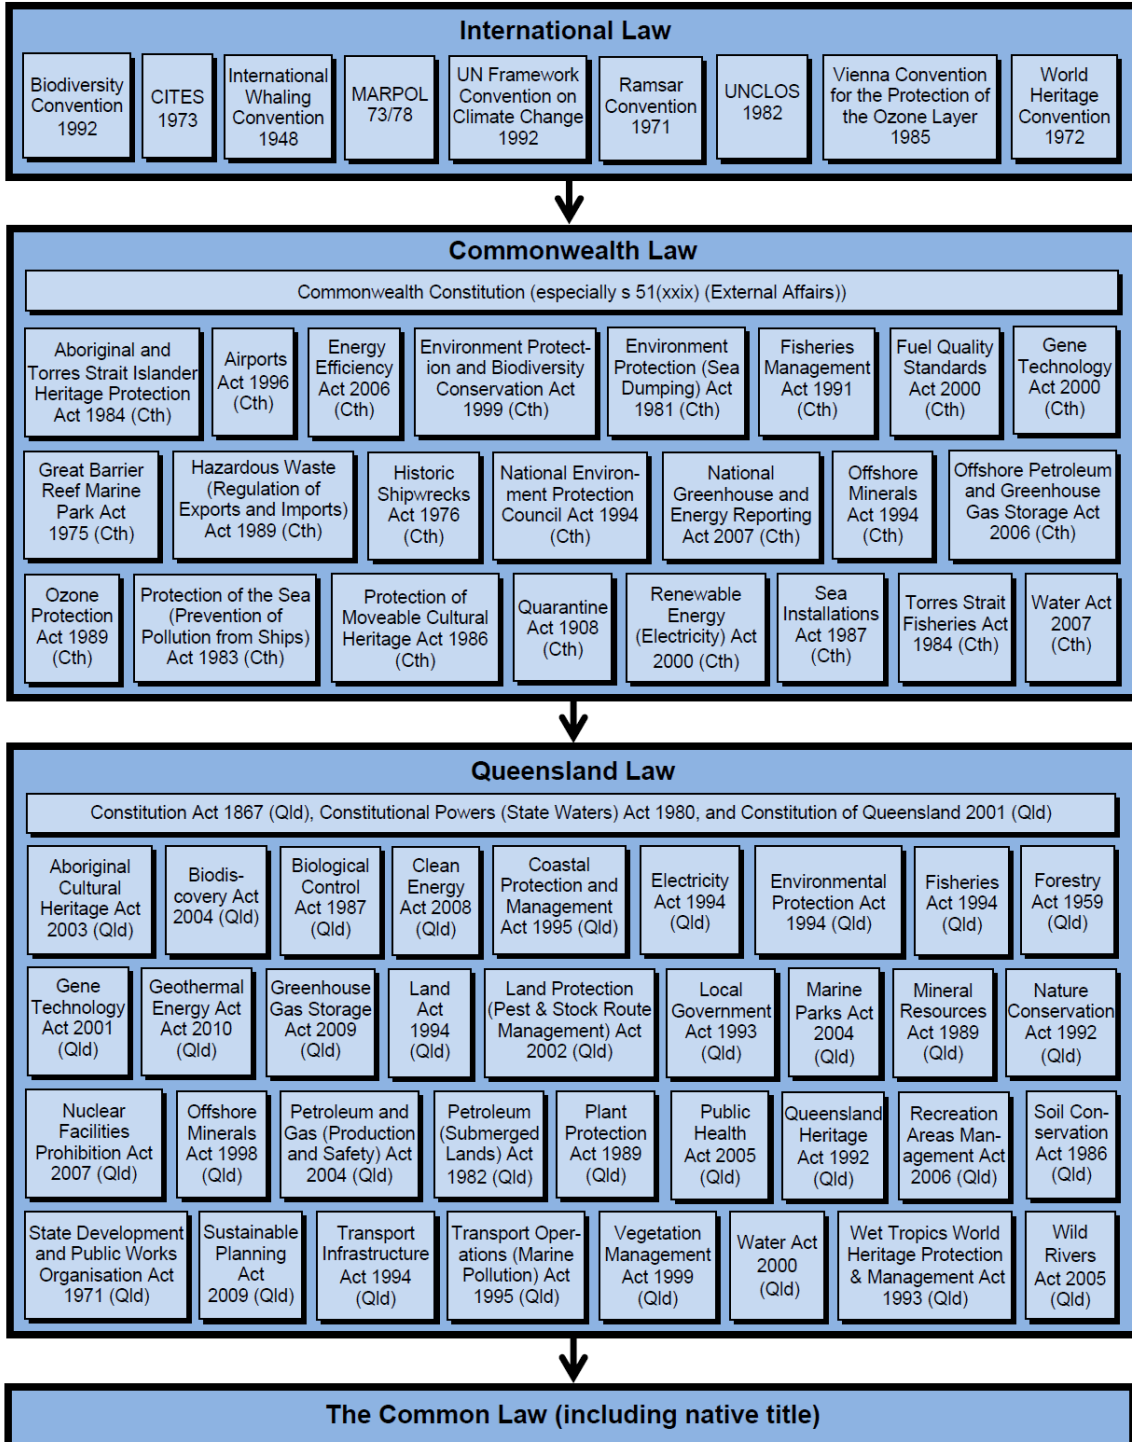 International Law
Biodiversity
Convention
1992
CITES
1973
International
Whaling
Convention
1948
MARPOL
73/78
UN Framework
Convention on
Climate Change
1992
Ramsar
Convention
1971
UNCLOS
1982
Vienna Convention
for the Protection of
the Ozone Layer
1985
World
Heritage
Convention
1972
Commonwealth Law
Commonwealth Constitution (especially s 51(xxix) (External Affairs))
Aboriginal and
Torres Strait Islander
Heritage Protection
Act 1984 (Cth)
Airports
Act 1996
(Cth)
Energy
Efficiency
Act 2006
(Cth)
Environment Protect-
ion and Biodiversity
Conservation Act
1999 (Cth)
Environment
Protection (Sea
Dumping) Act
1981 (Cth)
Fisheries
Management
Act 1991
(Cth)
Fuel Quality
Standards
Act 2000
(Cth)
Gene
Technology
Act 2000
(Cth)
Great Barrier
Reef Marine
Park Act
1975 (Cth)
Hazardous Waste
(Regulation of
Exports and Imports)
Act 1989 (Cth)
Historic
Shipwrecks
Act 1976
(Cth)
National Environ-
ment Protection
Council Act 1994
(Cth)
National
Greenhouse and
Energy Reporting
Act 2007 (Cth)
Offshore
Minerals
Act 1994
(Cth)
Offshore Petroleum
and Greenhouse
Gas Storage Act
2006 (Cth)
Ozone
Protection
Act 1989
(Cth)
Protection of the Sea
(Prevention of
Pollution from Ships)
Act 1983 (Cth)
Protection of
Moveable Cultural
Heritage Act 1986
(Cth)
Quarantine
Act 1908
(Cth)
Renewable
Energy
(Electricity) Act
2000 (Cth)
Sea
Installations
Act 1987
(Cth)
Torres Strait
Fisheries Act
1984 (Cth)
Water Act
2007
(Cth)
Queensland Law
Constitution Act 1867 (Qld), Constitutional Powers (State Waters) Act 1980, and Constitution of Queensland 2001 (Qld)
Aboriginal
Cultural
Heritage Act
2003 (Qld)
Biodis-
covery Act
2004 (Qld)
Biological
Control
Act 1987
(Qld)
Clean
Energy
Act 2008
(Qld)
Coastal
Protection and
Management
Act 1995 (Qld)
Electricity
Act 1994
(Qld)
Environmental
Protection Act
1994 (Qld)
Fisheries
Act 1994
(Qld)
Forestry
Act 1959
(Qld)
Gene
Technology
Act 2001
(Qld)
Geothermal
Energy Act
Act 2010
(Qld)
Greenhouse
Gas Storage
Act 2009
(Qld)
Land
Act
1994
(Qld)
Land Protection
(Pest & Stock Route
Management) Act
2002 (Qld)
Local
Government
Act 1993
(Qld)
Marine
Parks Act
2004
(Qld)
Mineral
Resources
Act 1989
(Qld)
Nature
Conservation
Act 1992
(Qld)
Nuclear
Facilities
Prohibition Act
2007 (Qld)
Offshore
Minerals
Act 1998
(Qld)
Petroleum and
Gas (Production
and Safety) Act
2004 (Qld)
Petroleum
(Submerged
Lands) Act
1982 (Qld)
Plant
Protection
Act 1989
(Qld)
Public
Health
Act 2005
(Qld)
Queensland
Heritage
Act 1992
(Qld)
Recreation
Areas Man-
agement Act
2006 (Qld)
Soil Con-
servation
Act 1986
(Qld)
State Development
and Public Works
Organisation Act
1971 (Qld)
Sustainable
Planning
Act
2009 (Qld)
Transport
Infrastructure
Act 1994
(Qld)
Transport Oper-
ations (Marine
Pollution) Act
1995 (Qld)
Vegetation
Management
Act 1999
(Qld)
Water Act
2000
(Qld)
Wet Tropics World
Heritage Protection
& Management Act
1993 (Qld)
Wild
Rivers
Act 2005
(Qld)
The Common Law (including native title)